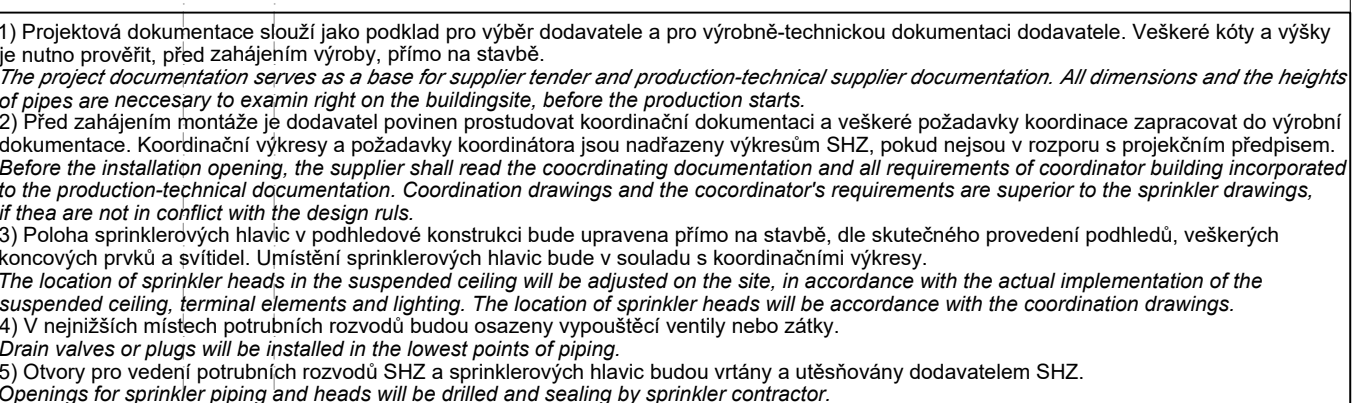 1) Projektová dokumentace slouží jako podklad pro výběr dodavatele a pro výrobně-technickou dokumentaci dodavatele. Veškeré kóty a výšky
je nutno prověřit, před zahájením výroby, přímo na stavbě.
The project documentation serves as a base for supplier tender and production-technical supplier documentation. All dimensions and the heights
of pipes are neccesary to examin right on the buildingsite, before the production starts.
2) Před zahájením montáže je dodavatel povinen prostudovat koordinační dokumentaci a veškeré požadavky koordinace zapracovat do výrobní
dokumentace. Koordinační výkresy a požadavky koordinátora jsou nadřazeny výkresům SHZ, pokud nejsou v rozporu s projekčním předpisem.
Before the installation opening, the supplier shall read the coocrdinating documentation and all requirements of coordinator building incorporated
to the production-technical documentation. Coordination drawings and the cocordinator's requirements are superior to the sprinkler drawings,
if thea are not in conflict with the design ruls.
3) Poloha sprinklerových hlavic v podhledové konstrukci bude upravena přímo na stavbě, dle skutečného provedení podhledů, veškerých
koncových prvků a svítidel. Umístění sprinklerových hlavic bude v souladu s koordinačními výkresy.
The location of sprinkler heads in the suspended ceiling will be adjusted on the site, in accordance with the actual implementation of the
suspended ceiling, terminal elements and lighting. The location of sprinkler heads will be accordance with the coordination drawings.
4) V nejnižších místech potrubních rozvodů budou osazeny vypouštěcí ventily nebo zátky.
Drain valves or plugs will be installed in the lowest points of piping.
5) Otvory pro vedení potrubních rozvodů SHZ a sprinklerových hlavic budou vrtány a utěsňovány dodavatelem SHZ.
Openings for sprinkler piping and heads will be drilled and sealing by sprinkler contractor.